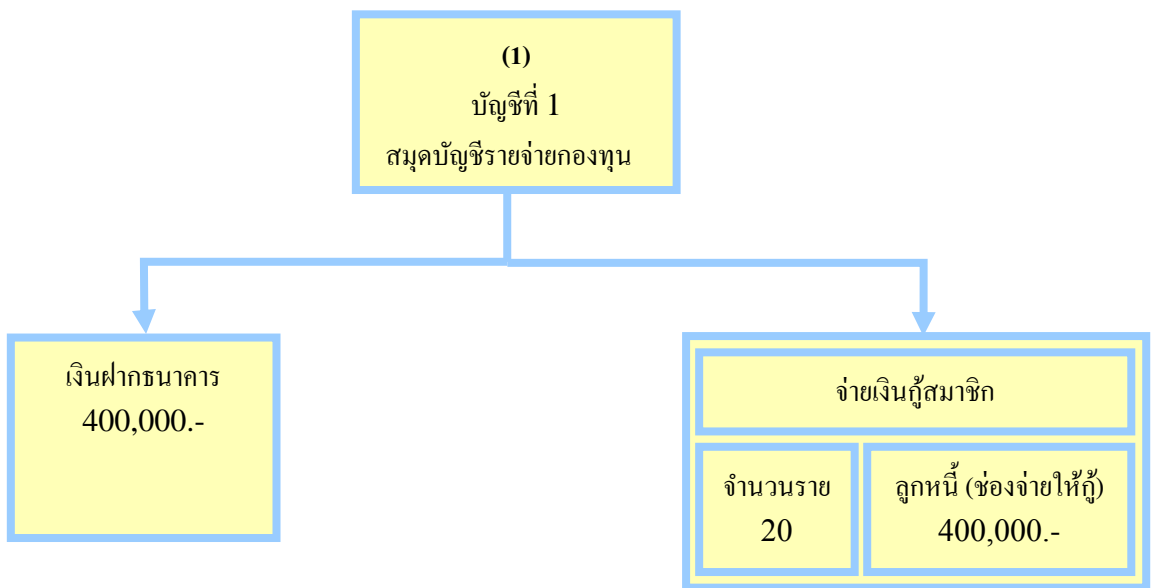 (1)
บัญชีที่ 1
สมุดบัญชีรายจ่ายกองทุน
เงินฝากธนาคาร
400,000.-
จ่ายเงินกู้สมาชิก
จำนวนราย
20
ลูกหนี้ (ช่องจ่ายให้กู้)
400,000.-